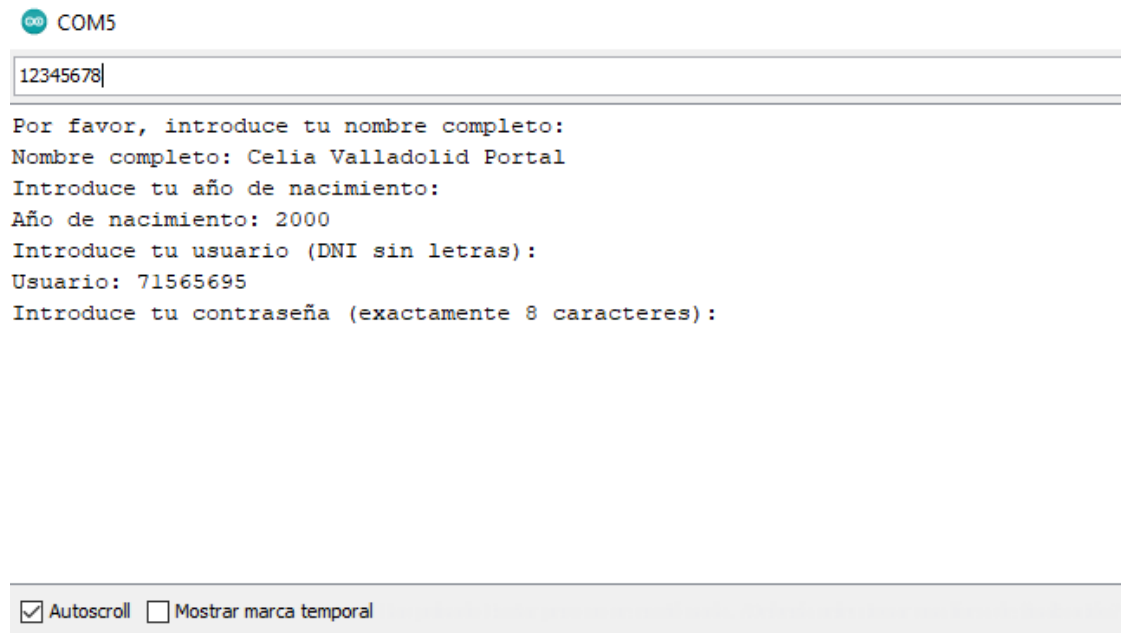 COM5
12345678
Por favor, introduce tu nombre completo:
Nombre completo: Celia Valladolid Portal
Introduce tu año de nacimiento:
Año de nacimiento: 2000
Introduce tu usuario (DNI sin letras):
Usuario: 71565695
Introduce tu contraseña (exactamente 8 caracteres):
Autoscroll Mostrar marca temporal